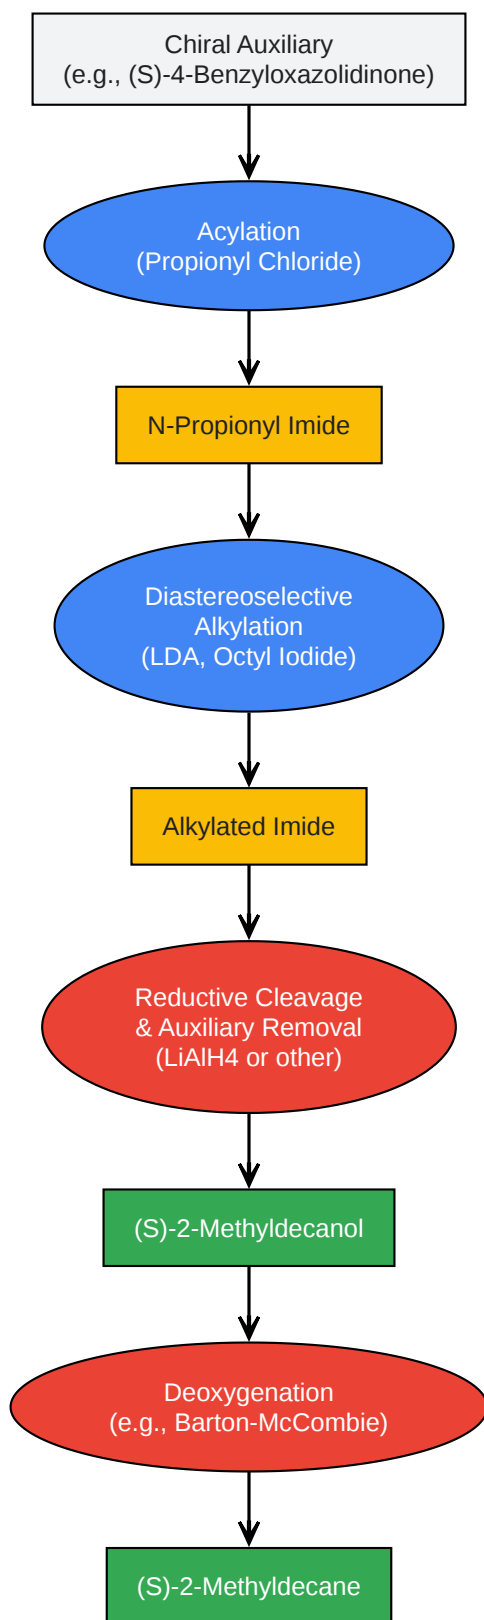 Chiral Auxiliary
(e.g., (S)-4-Benzyloxazolidinone)
Acylation
(Propionyl Chloride)
N-Propionyl Imide
Diastereoselective
Alkylation
(LDA, Octyl Iodide)
Alkylated Imide
Reductive Cleavage
& Auxiliary Removal
(LiAlH4 or other)
(S)-2-Methyldecanol
Deoxygenation
(e.g., Barton-McCombie)
(S)-2-Methyldecane